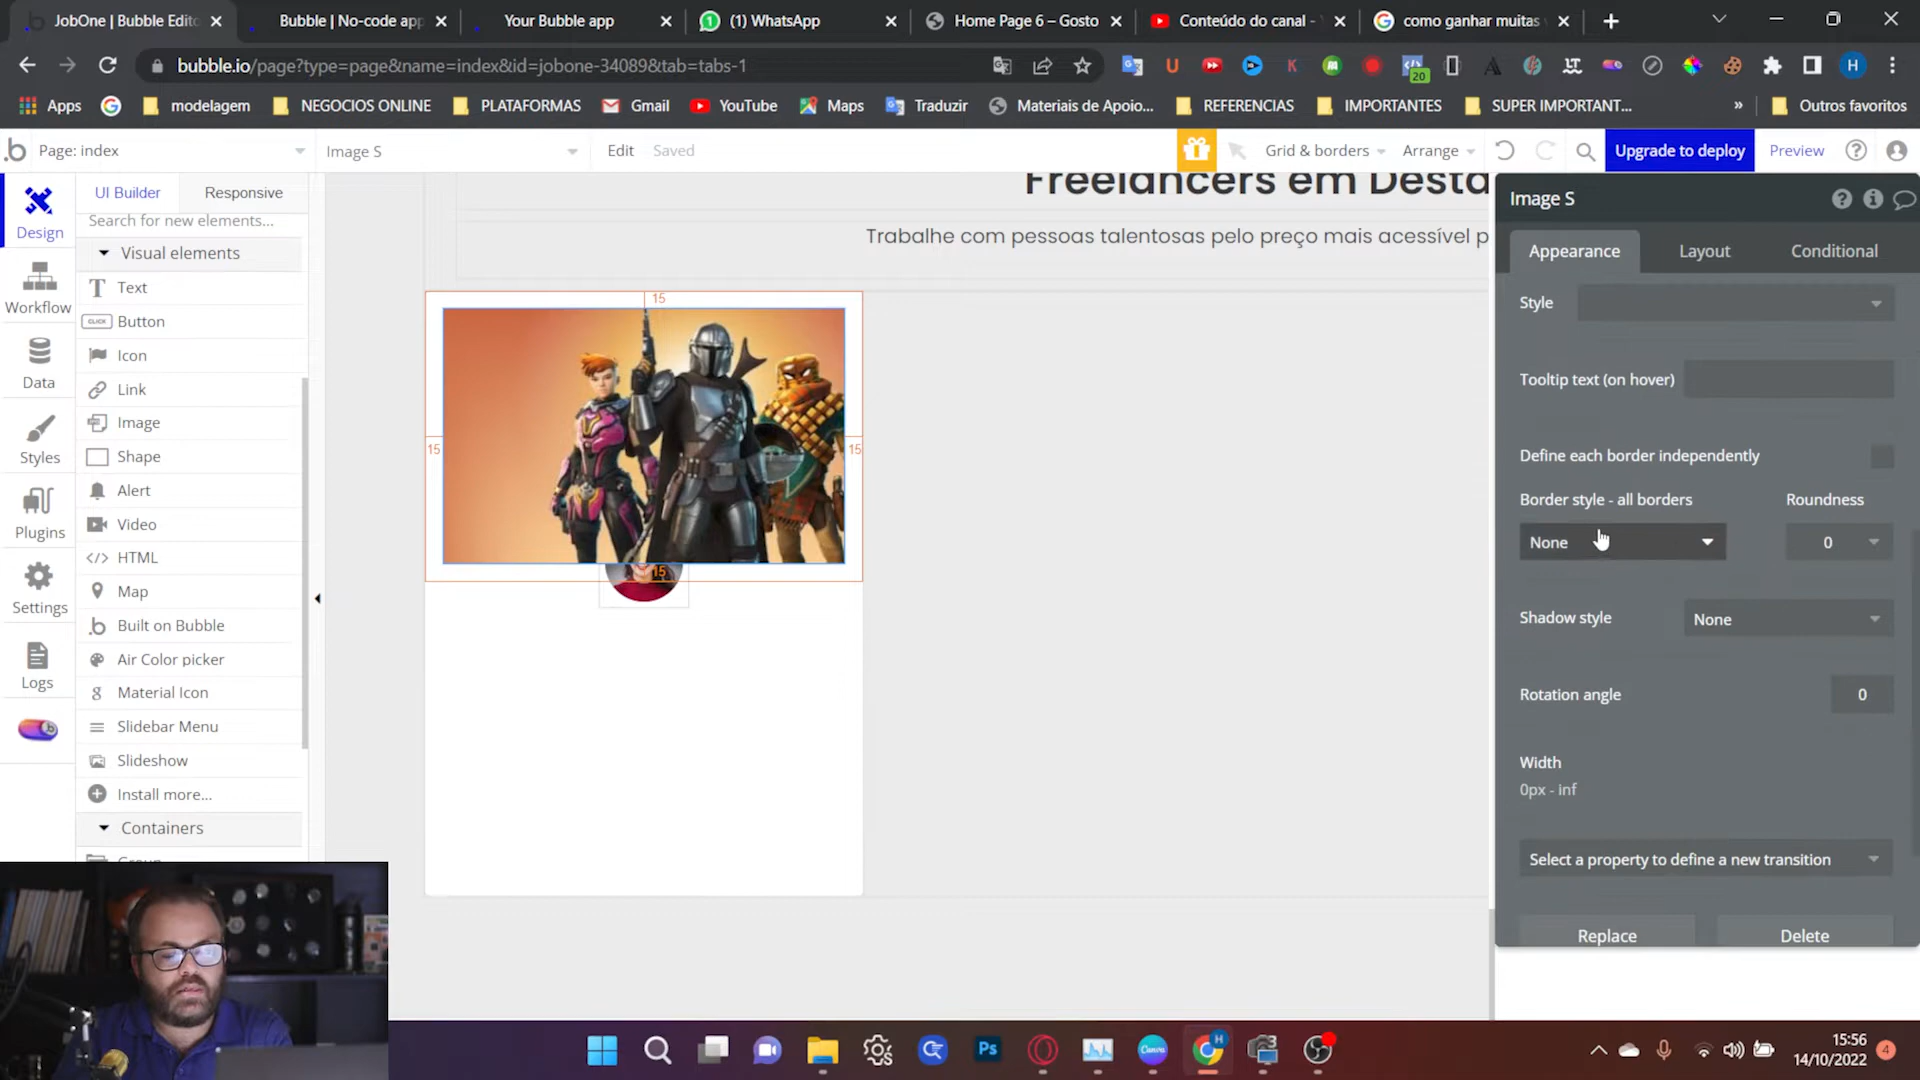 JobOne | Bubble Edito
Bubble | No-code app
Your Bubble app
(1) WhatsApp
Home Page 6 – Gosto
Conteúdo do canal -
como ganhar muitas
bubble.io/page?type=page&name=index&id=jobone-34089&tab=tabs-1
20
H
Apps
modelagem
NEGOCIOS ONLINE
PLATAFORMAS
Gmail
YouTube
Maps
Traduzir
Materiais de Apoio...
REFERENCIAS
IMPORTANTES
SUPER IMPORTANT...
Outros favoritos
Page: index
Image S
Edit
Saved
Grid & borders
Arrange
Upgrade to deploy
Preview
UI Builder
Responsive
Search for new elements...
Design
Workflow
Data
Styles
Plugins
Settings
Logs
Visual elements
Text
CLICK
Button
Icon
Link
Image
Shape
Alert
Video
HTML
Map
Built on Bubble
Air Color picker
Material Icon
Slidebar Menu
Slideshow
Install more...
Containers
Group
Freelancers em Desta
Trabalhe com pessoas talentosas pelo preço mais acessível p
15
15
15
15
Image S
Appearance
Layout
Conditional
Style
Tooltip text (on hover)
Define each border independently
Border style - all borders
Roundness
None
0
Shadow style
None
Rotation angle
0
Width
0px - inf
Select a property to define a new transition
Replace
Delete
Ps
Canva
H
15:56
14/10/2022
4